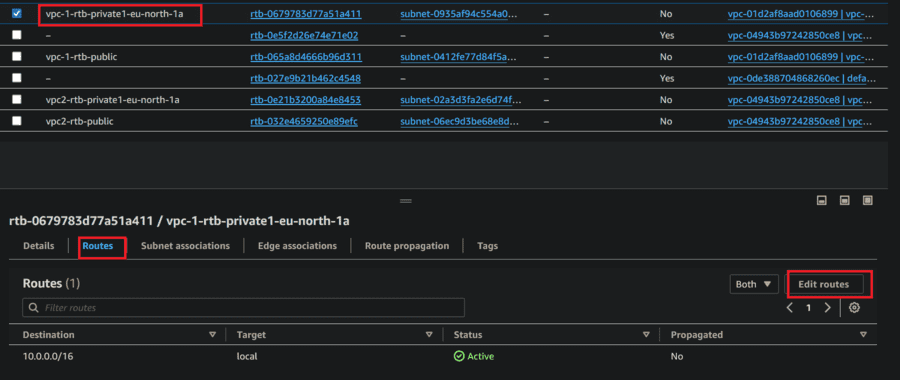 vpc-1-rtb-private1-eu-north-1a rtb-0679783d77a51a411 subnet-0935af94c554a0... – No vpc-01d2af8aad0106899 | vpc-...
– rtb-0e5f2d26e74e71e02 – – Yes vpc-04943b97242850ce8 | vpc...
vpc-1-rtb-public rtb-065a8d4666b96d311 subnet-0412fe77d84f5a... – No vpc-01d2af8aad0106899 | vpc-...
– rtb-027e9b21b462c4548 – – Yes vpc-0de388704868260ec | defa...
vpc2-rtb-private1-eu-north-1a rtb-0e21b3200a84e8453 subnet-02a3d3fa2e6d74f... – No vpc-04943b97242850ce8 | vpc...
vpc2-rtb-public rtb-032e4659250e89efc subnet-06ec9d3be68e8d... – No vpc-04943b97242850ce8 | vpc...
rtb-0679783d77a51a411 / vpc-1-rtb-private1-eu-north-1a
Details Routes Subnet associations Edge associations Route propagation Tags
Routes (1) Both Edit routes
Filter routes 1
Destination Target Status Propagated
10.0.0.0/16 local Active No